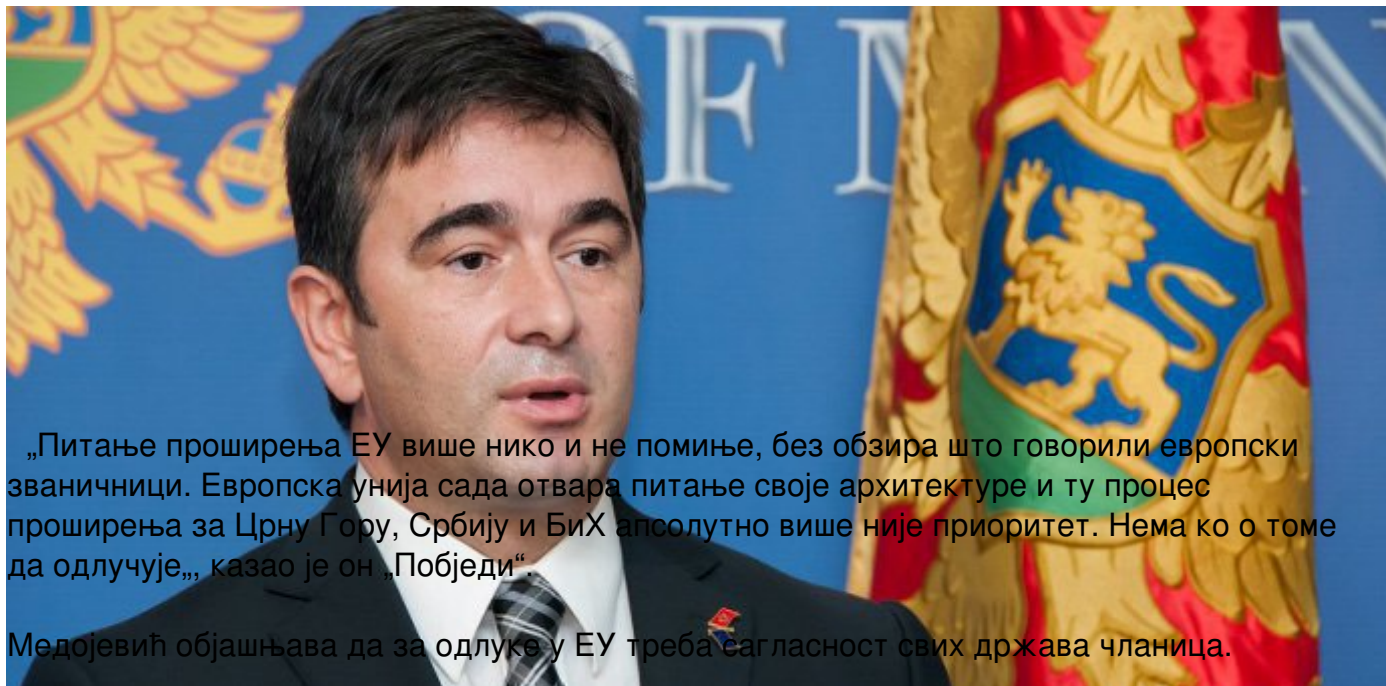 OF M N
„Питање проширења ЕУ више нико и не помиње, без обзира што говорили европски
званичници. Европска унија сада отвара питање своје архитектуре и ту процес
проширења за Црну Гору, Србију и БиХ апсолутно више није приоритет. Нема ко о томе
да одлучује„, казао је он „Побједи“.
Медојевић објашњава да за одлуке у ЕУ треба сагласност свих држава чланица.